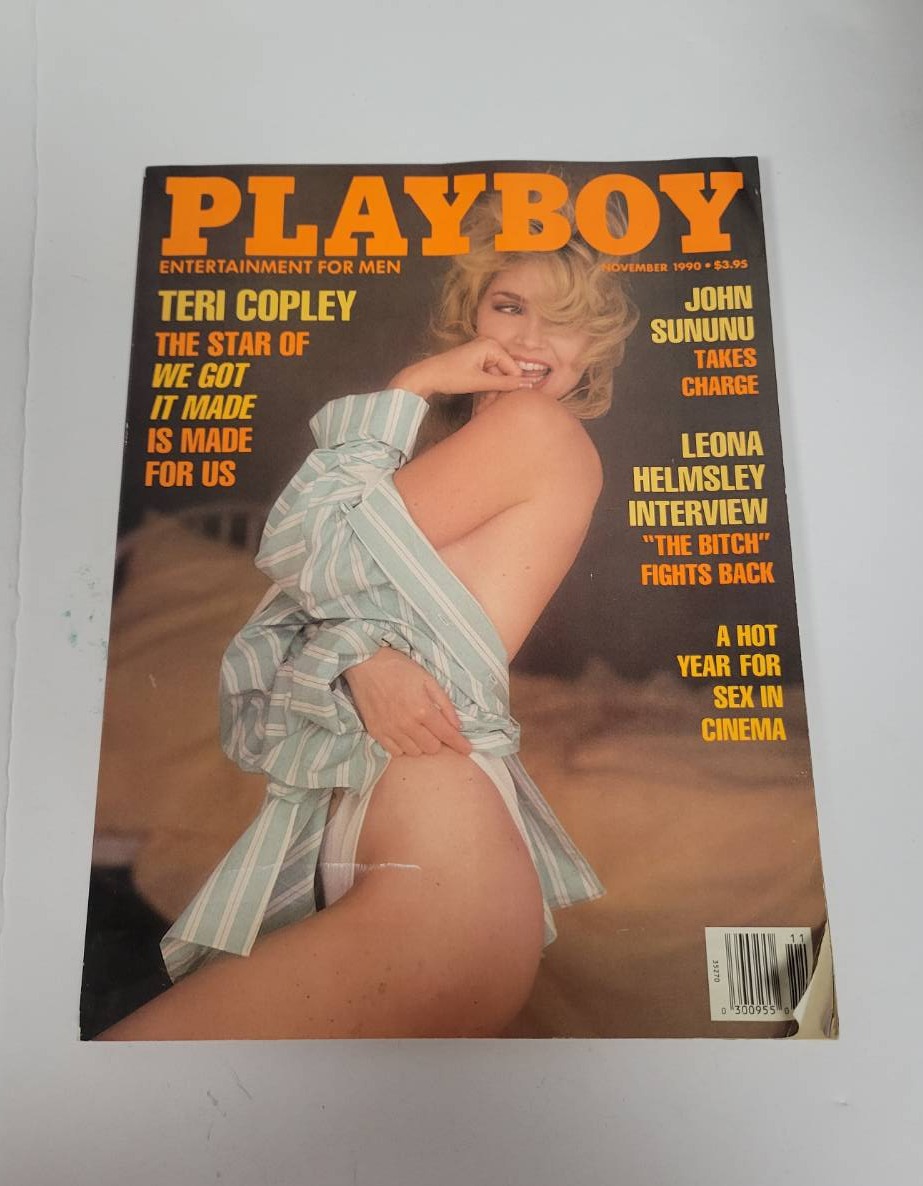 PLAYBOY
ENTERTAINMENT FOR MEN
NOVEMBER 1990 • $3.95
TERI COPLEY
THE STAR OF
WE GOT
IT MADE
IS MADE
FOR US
JOHN
SUNUNU
TAKES
CHARGE
LEONA
HELMSLEY
INTERVIEW
"THE BITCH"
FIGHTS BACK
A HOT
YEAR FOR
SEX IN
CINEMA
11
35270
0 300955 0